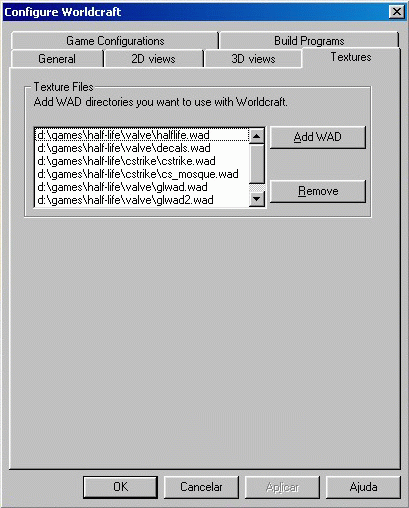 Configure Worldcraft
Game Configurations
Build Programs
General
2D views
3D views
Textures
Texture Files
Add WAD directories you want to use with Worldcraft.
d:\games\half-life\valve\halflife.wad
d:\games\half-life\valve\decals.wad
d:\games\half-life\cstrike\cstrike.wad
d:\games\half-life\cstrike\cs_mosque.wad
d:\games\half-life\valve\glwad.wad
d:\games\half-life\valve\glwad2.wad
Add WAD
Remove
OK
Cancelar
Aplicar
Ajuda